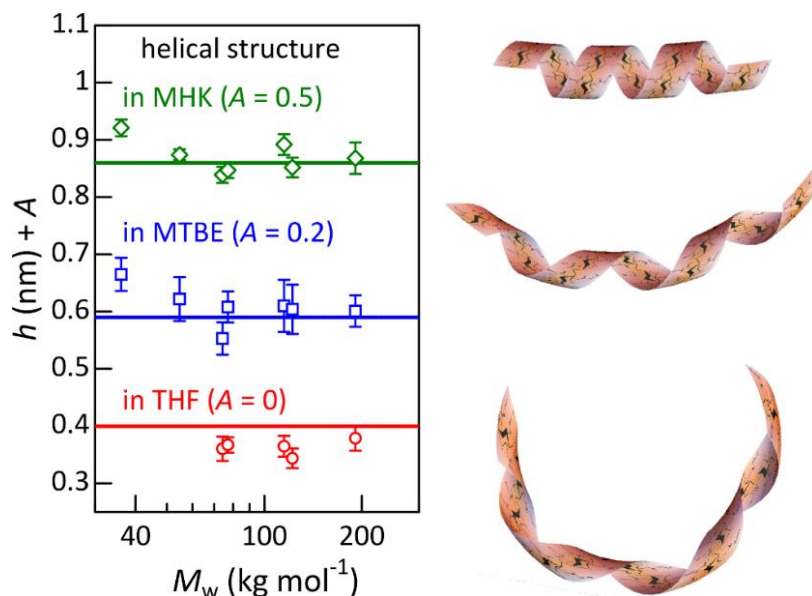 helical structure
in MHK (A = 0.5)
in MTBE (A = 0.2)
in THF (A = 0)
h (nm) + A
1.1
1
0.9
0.8
0.7
0.6
0.5
0.4
0.3
40
100
200
Mw (kg mol⁻¹)